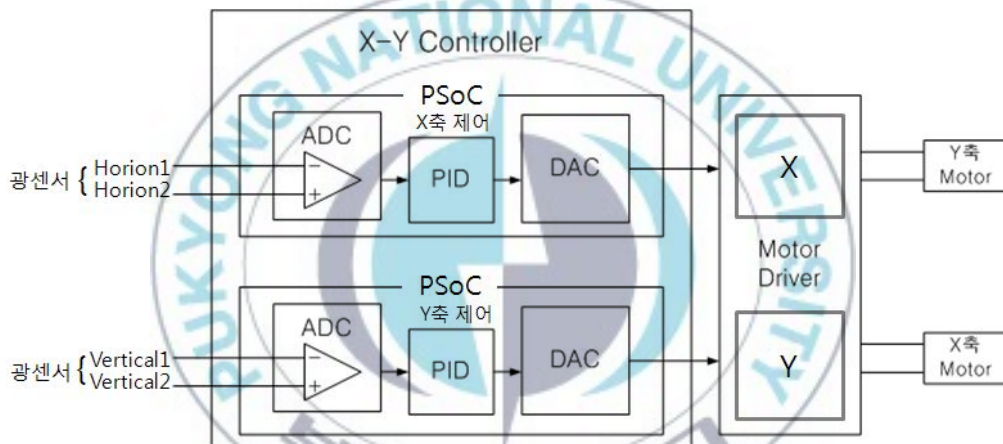 X-Y Controller
PSoC
X축 제어
ADC
PID
DAC
광센서 { Horion1
Horion2
−
+
X
Y축
Motor
Motor
Driver
PSoC
Y축 제어
ADC
PID
DAC
광센서 { Vertical1
Vertical2
−
+
Y
X축
Motor
PUKYONG NATIONAL UNIVERSITY